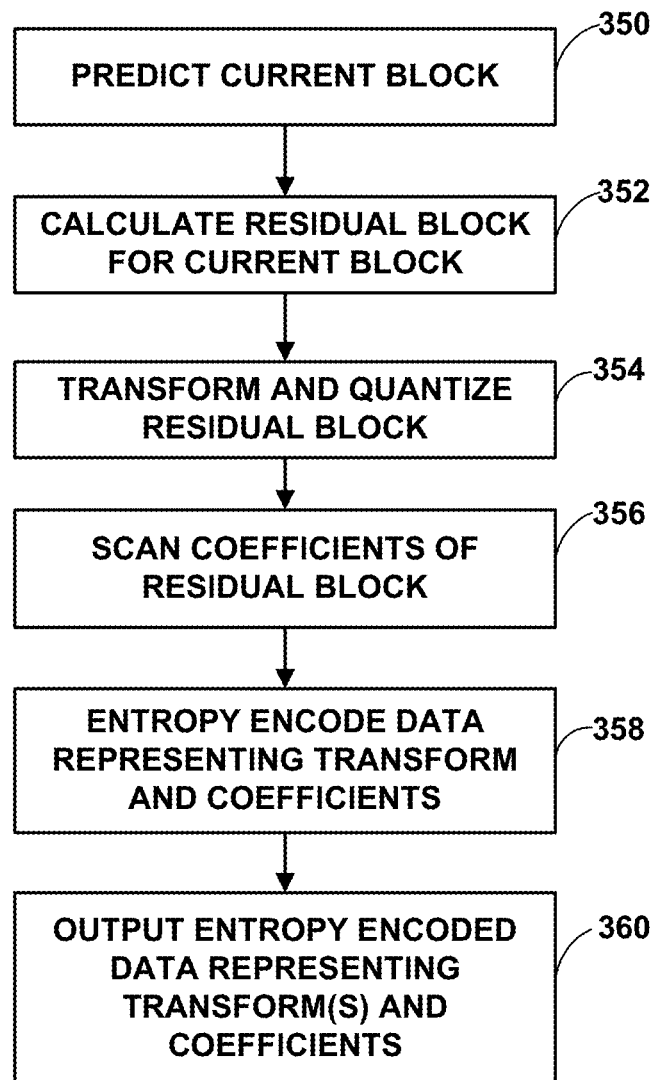 350
PREDICT CURRENT BLOCK
352
CALCULATE RESIDUAL BLOCK
FOR CURRENT BLOCK
354
TRANSFORM AND QUANTIZE
RESIDUAL BLOCK
356
SCAN COEFFICIENTS OF
RESIDUAL BLOCK
358
ENTROPY ENCODE DATA
REPRESENTING TRANSFORM
AND COEFFICIENTS
360
OUTPUT ENTROPY ENCODED
DATA REPRESENTING
TRANSFORM(S) AND
COEFFICIENTS